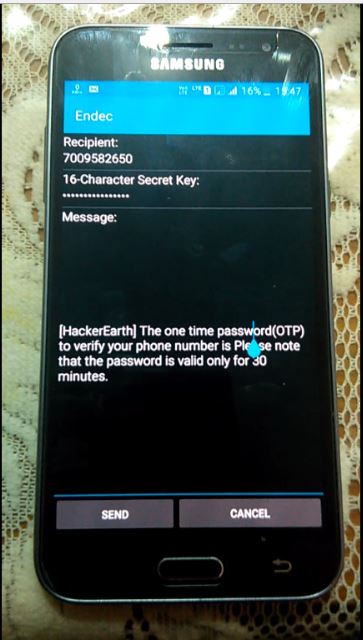 SAMSUNG
16% 15:47
Endec
Recipient:
7009582650
16-Character Secret Key:
••••••••••••••••
Message:
[HackerEarth] The one time password(OTP)
to verify your phone number is Please note
that the password is valid only for 30
minutes.
SEND CANCEL